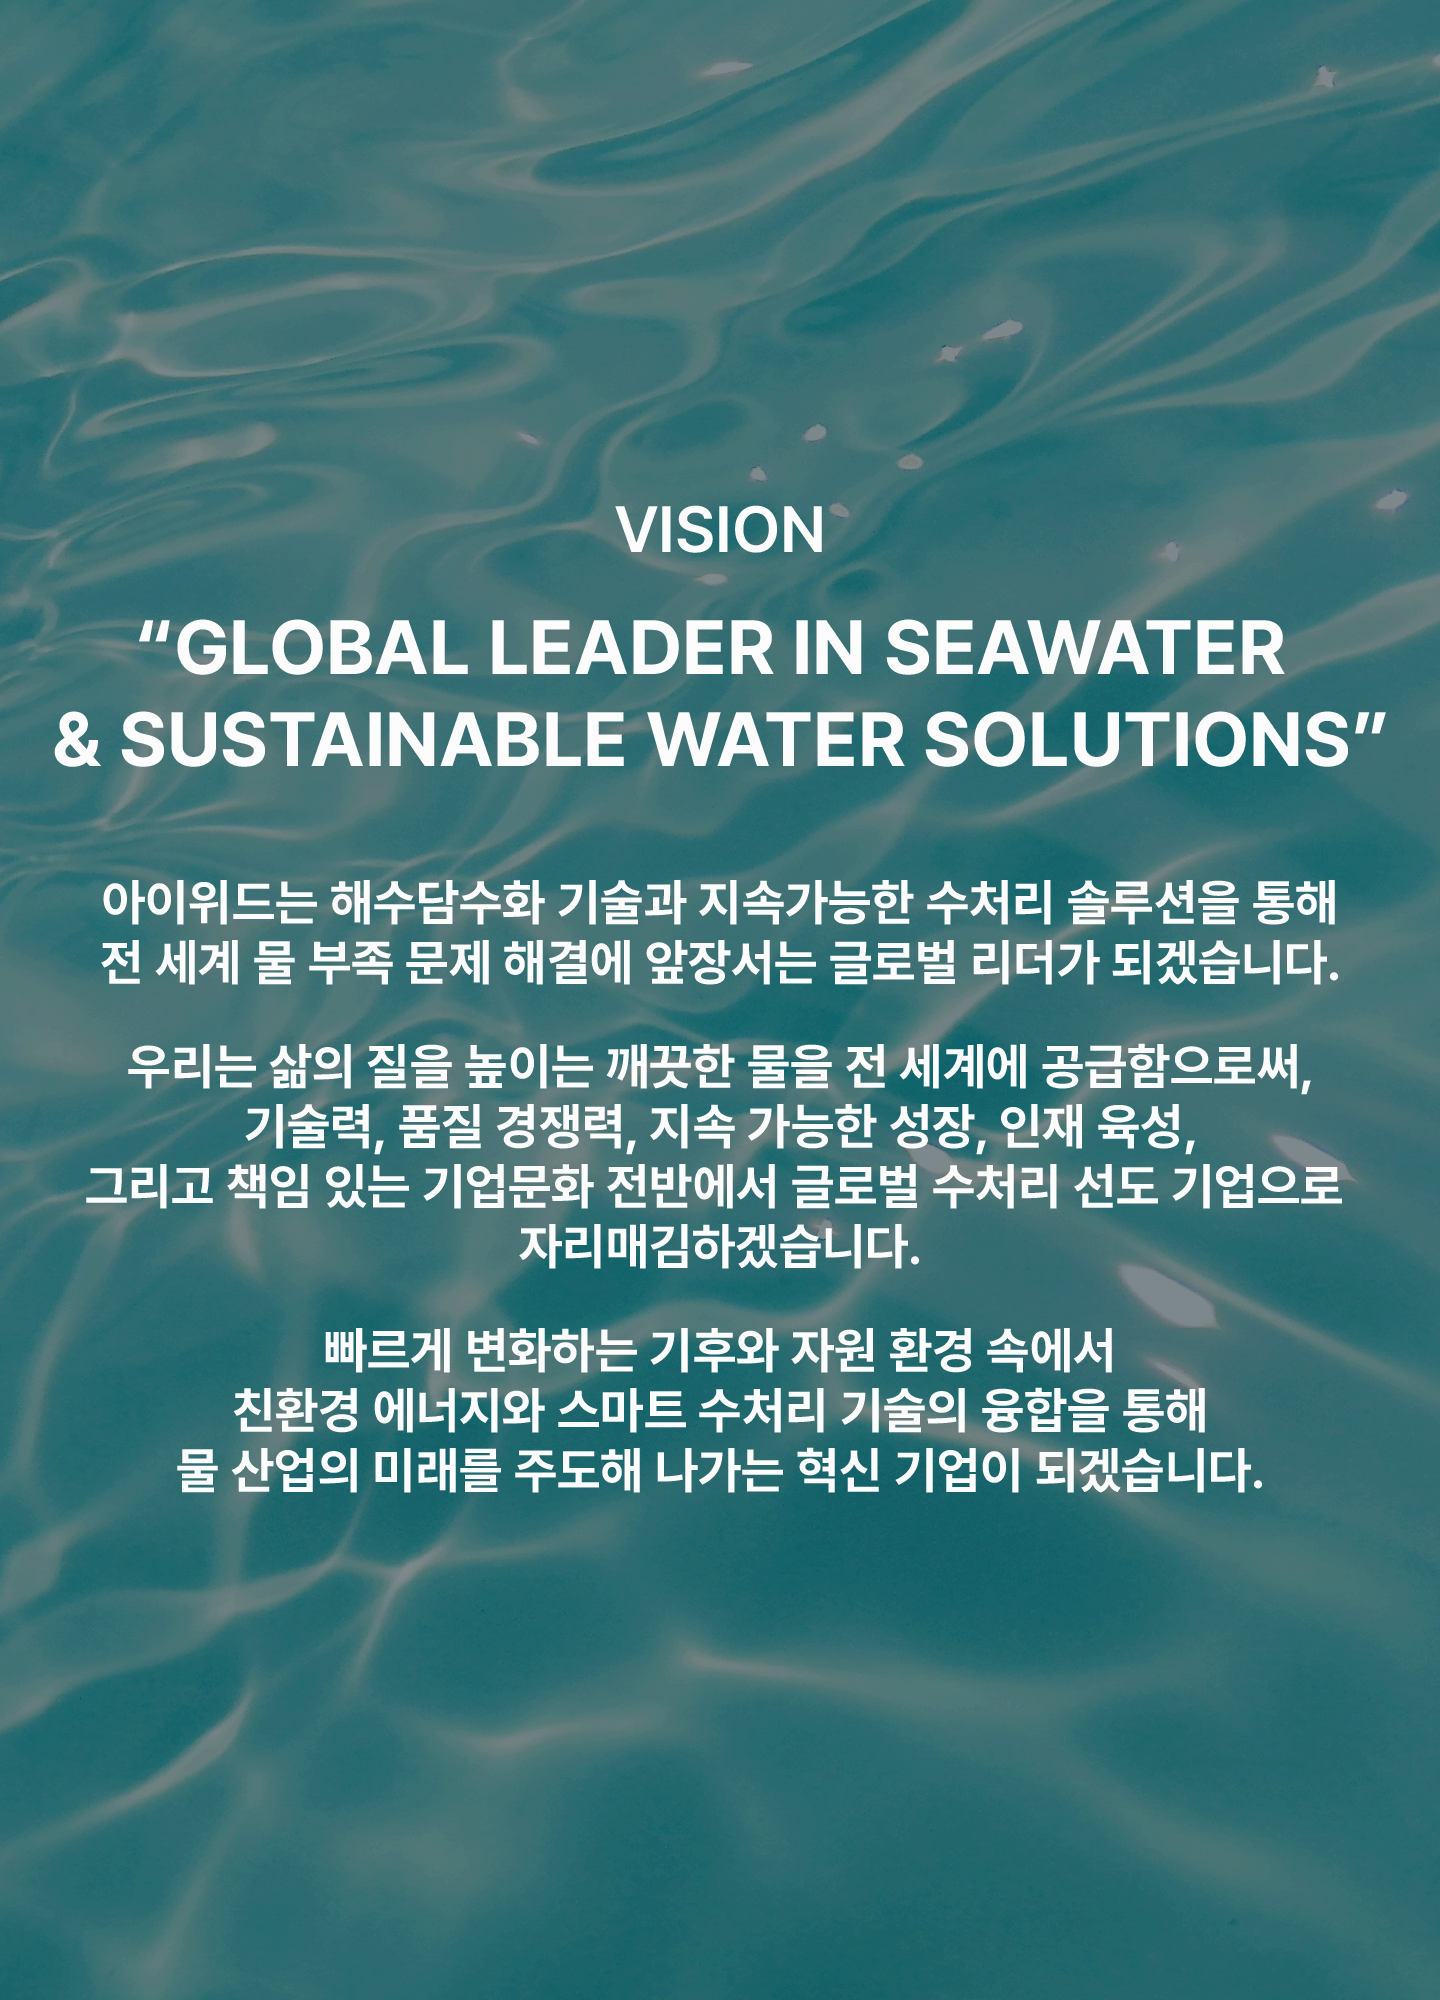 VISION
“GLOBAL LEADER IN SEAWATER
& SUSTAINABLE WATER SOLUTIONS”
아이위드는 해수담수화 기술과 지속가능한 수처리 솔루션을 통해
전 세계 물 부족 문제 해결에 앞장서는 글로벌 리더가 되겠습니다.
우리는 삶의 질을 높이는 깨끗한 물을 전 세계에 공급함으로써,
기술력, 품질 경쟁력, 지속 가능한 성장, 인재 육성,
그리고 책임 있는 기업문화 전반에서 글로벌 수처리 선도 기업으로
자리매김하겠습니다.
빠르게 변화하는 기후와 자원 환경 속에서
친환경 에너지와 스마트 수처리 기술의 융합을 통해
물 산업의 미래를 주도해 나가는 혁신 기업이 되겠습니다.